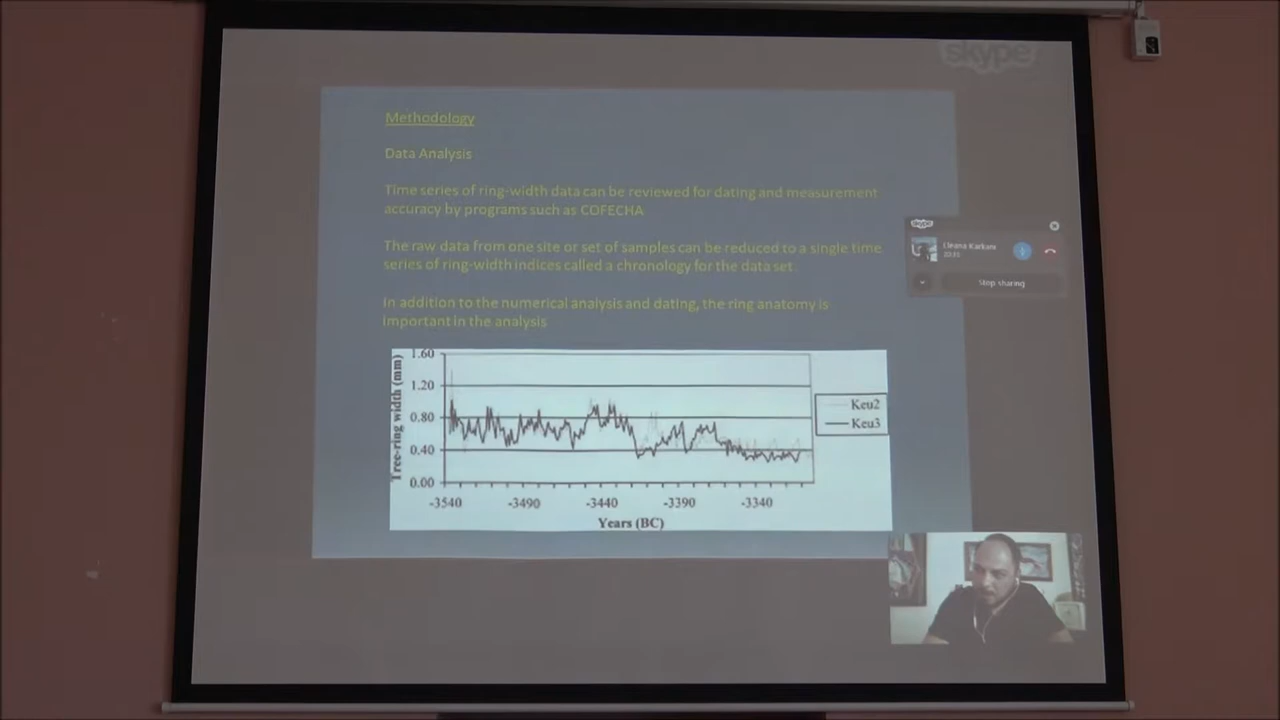 skype
Methodology
Data Analysis
Time series of ring-width data can be reviewed for dating and measurement
accuracy by programs such as COFECHA
The raw data from one site or set of samples can be reduced to a single time
series of ring-width indices called a chronology for the data set.
In addition to the numerical analysis and dating, the ring anatomy is
important in the analysis
skype
Stop sharing
Tree-ring width (mm)
1.60
1.20
0.80
0.40
0.00
-3540 -3490 -3440 -3390 -3340
Years (BC)
Keu2
Keu3